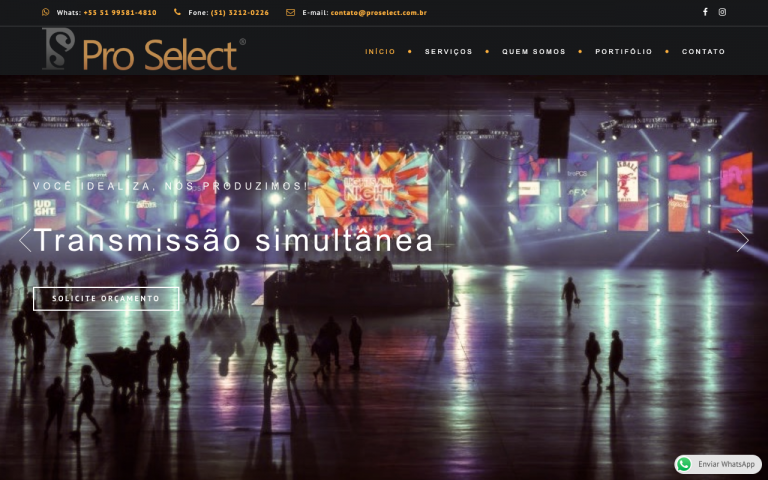 Whats: +55 51 99581-4810 Fone: (51) 3212-0226 E-mail: contato@proselect.com.br
Pro Select®
INÍCIO SERVIÇOS QUEM SOMOS PORTIFÓLIO CONTATO
VOCÊ IDEALIZA, NÓS PRODUZIMOS!
NIGHT
Transmissão simultânea
SOLICITE ORÇAMENTO
Enviar WhatsApp